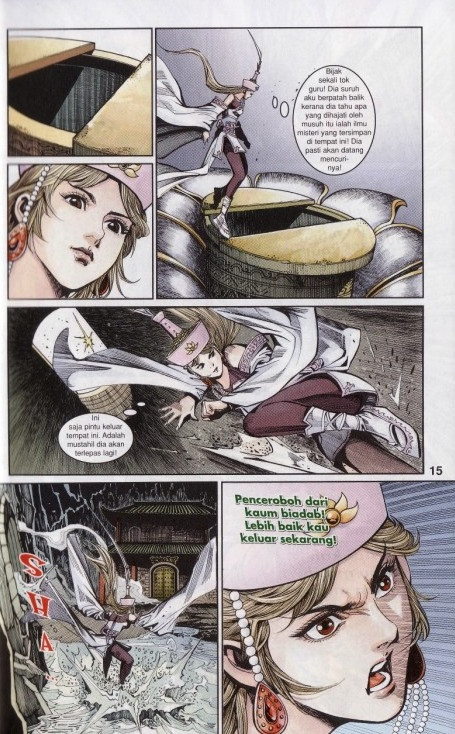 Bijak
sekali tok
guru! Dia suruh
aku berpatah balik
kerana dia tahu apa
yang dihajati oleh
musuh itu ialah ilmu
misteri yang tersimpan
di tempat ini! Dia
pasti akan datang
mencuri-
nya!
Ini
saja pintu keluar
tempat ini. Adalah
mustahil dia akan
terlepas lagi!
15
SHA...
Penceroboh dari
kaum biadab!
Lebih baik kau
keluar sekarang!